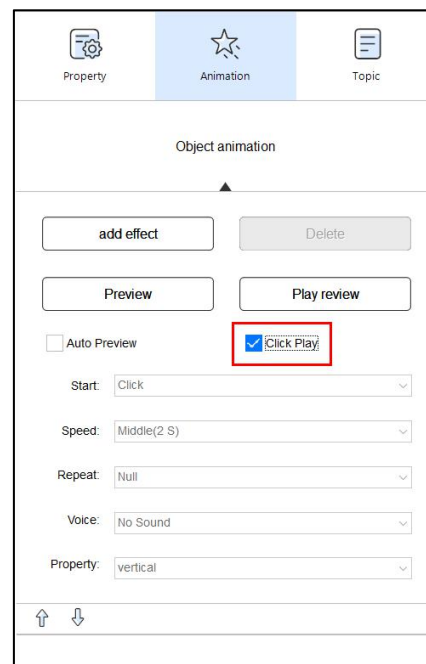 Property Animation Topic
Object animation
add effect Delete
Preview Play review
Auto Preview Click Play
Start: Click
Speed: Middle(2 S)
Repeat: Null
Voice: No Sound
Property: vertical